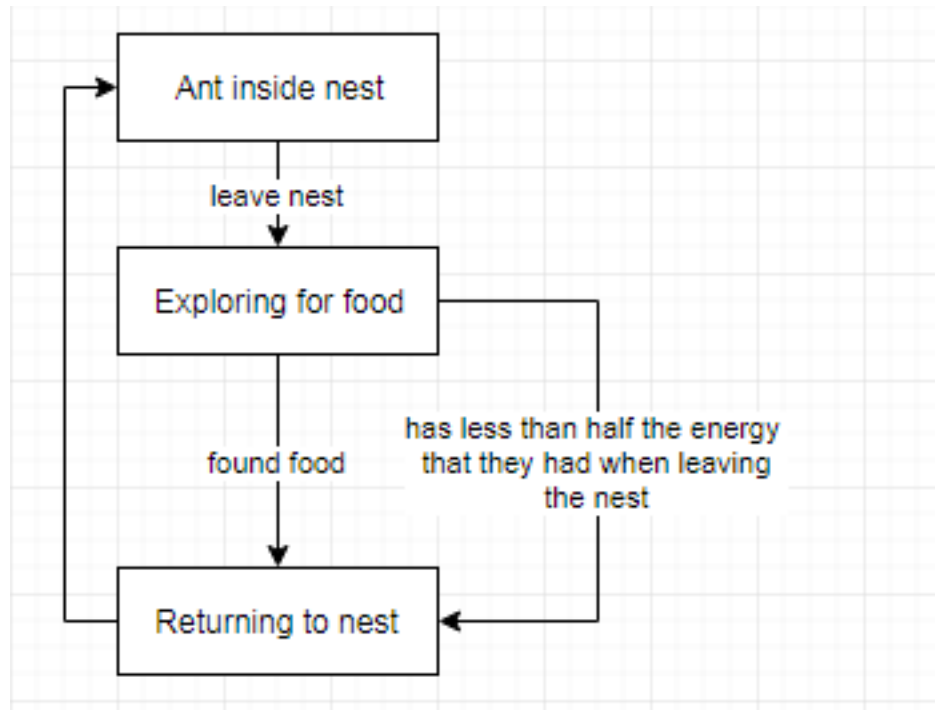 Ant inside nest
leave nest
Exploring for food
has less than half the energy
that they had when leaving
the nest
found food
Returning to nest